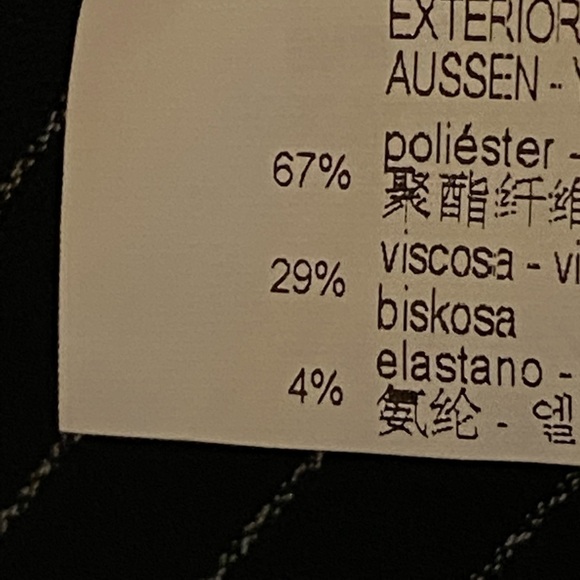 EXTERIOR
AUSSEN -
67% poliéster -
聚酯纤维
29% viscosa -
biskosa
4% elastano -
氨纶 -